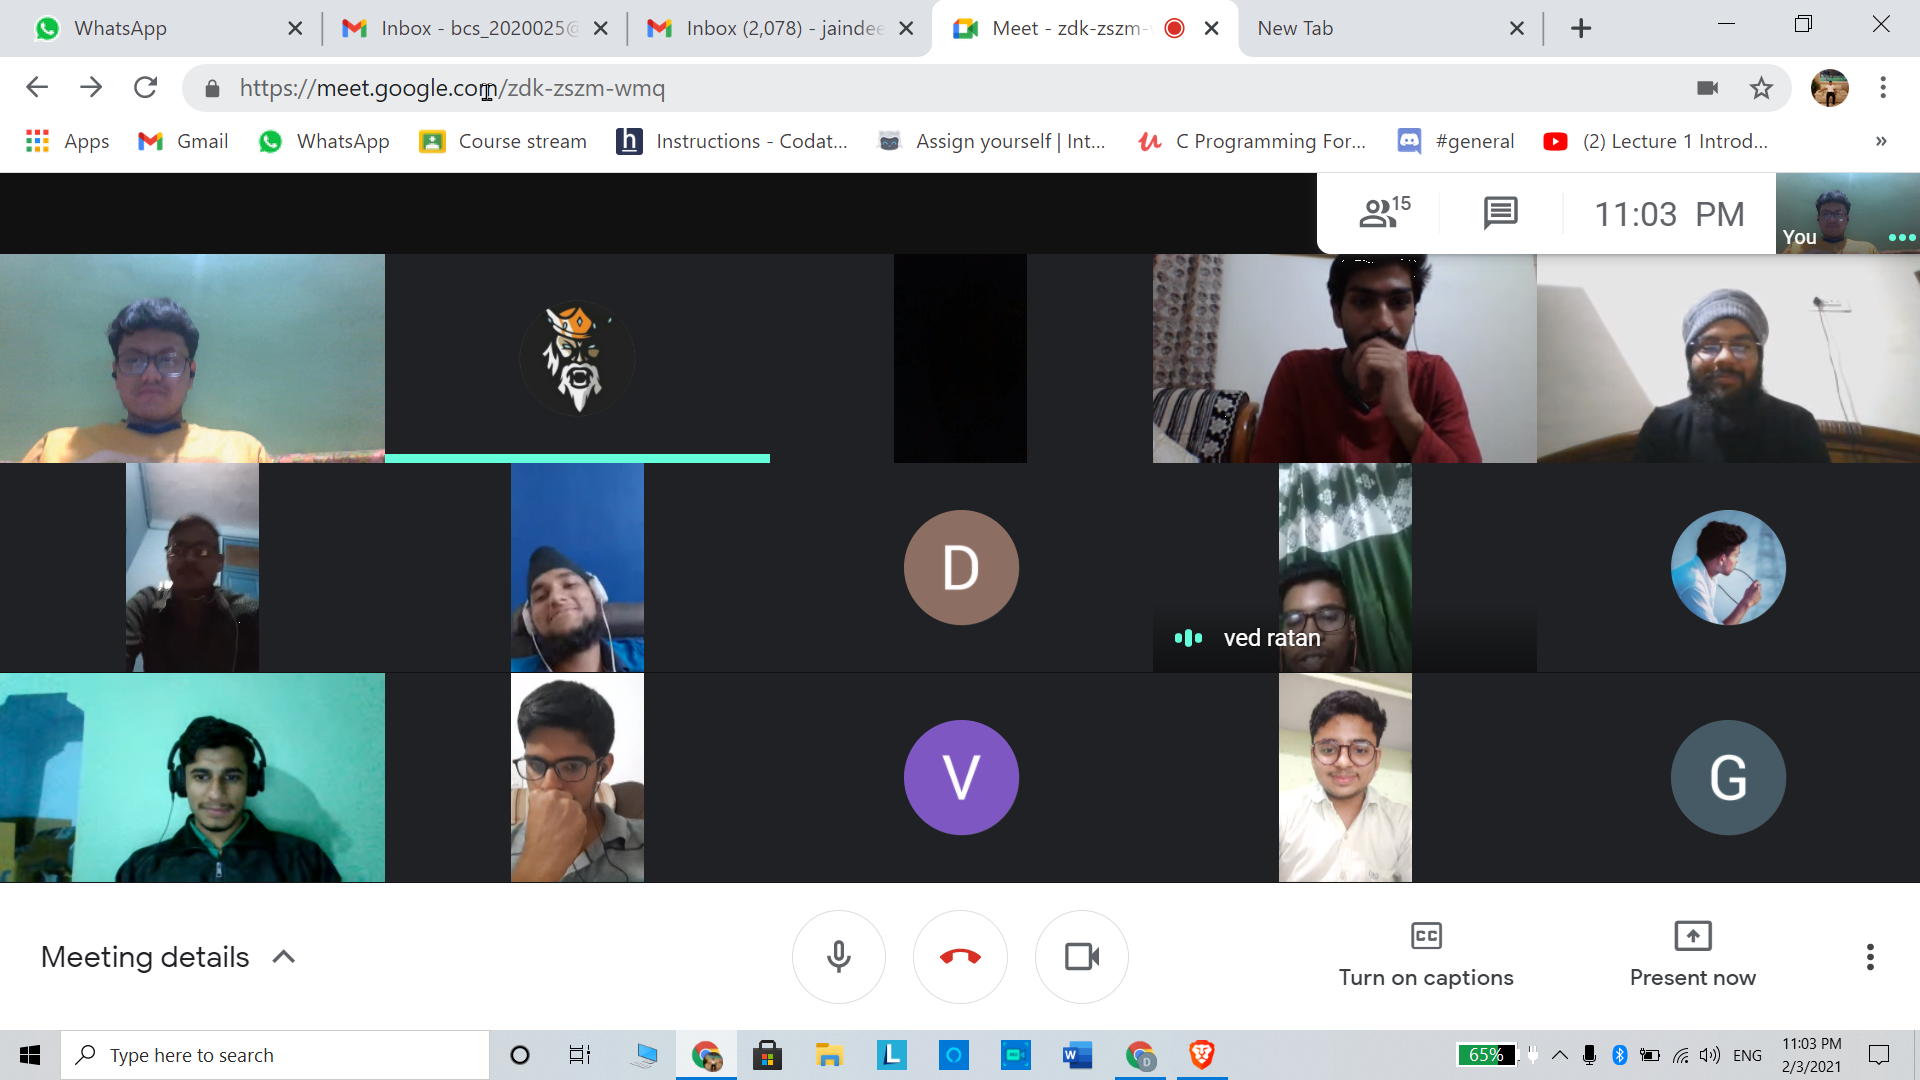 WhatsApp
Inbox - bcs_2020025@
Inbox (2,078) - jaindee
Meet - zdk-zszm-
New Tab
https://meet.google.com/zdk-zszm-wmq
Apps
Gmail
WhatsApp
Course stream
h
Instructions - Codat...
Assign yourself | Int...
C Programming For...
#general
(2) Lecture 1 Introd...
»
15
11:03 PM
You
D
ved ratan
V
G
Meeting details
CC
Turn on captions
Present now
Type here to search
L
W
D
65%
ENG
11:03 PM
2/3/2021